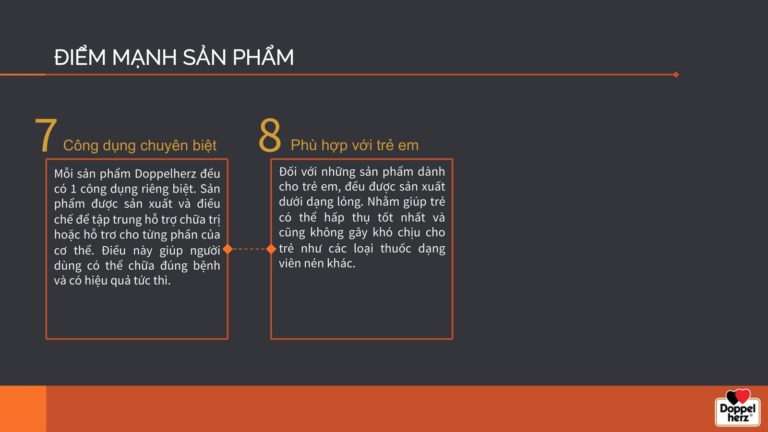 ĐIỂM MẠNH SẢN PHẨM
7 Công dụng chuyên biệt
Mỗi sản phẩm Doppelherz đều
có 1 công dụng riêng biệt. Sản
phẩm được sản xuất và điều
chế để tập trung hỗ trợ chữa trị
hoặc hỗ trơ cho từng phần của
cơ thể. Điều này giúp người
dùng có thể chữa đúng bệnh
và có hiệu quả tức thì.
8 Phù hợp với trẻ em
Đối với những sản phẩm dành
cho trẻ em, đều được sản xuất
dưới dạng lỏng. Nhằm giúp trẻ
có thể hấp thụ tốt nhất và
cũng không gây khó chịu cho
trẻ như các loại thuốc dạng
viên nén khác.
Doppel
herz